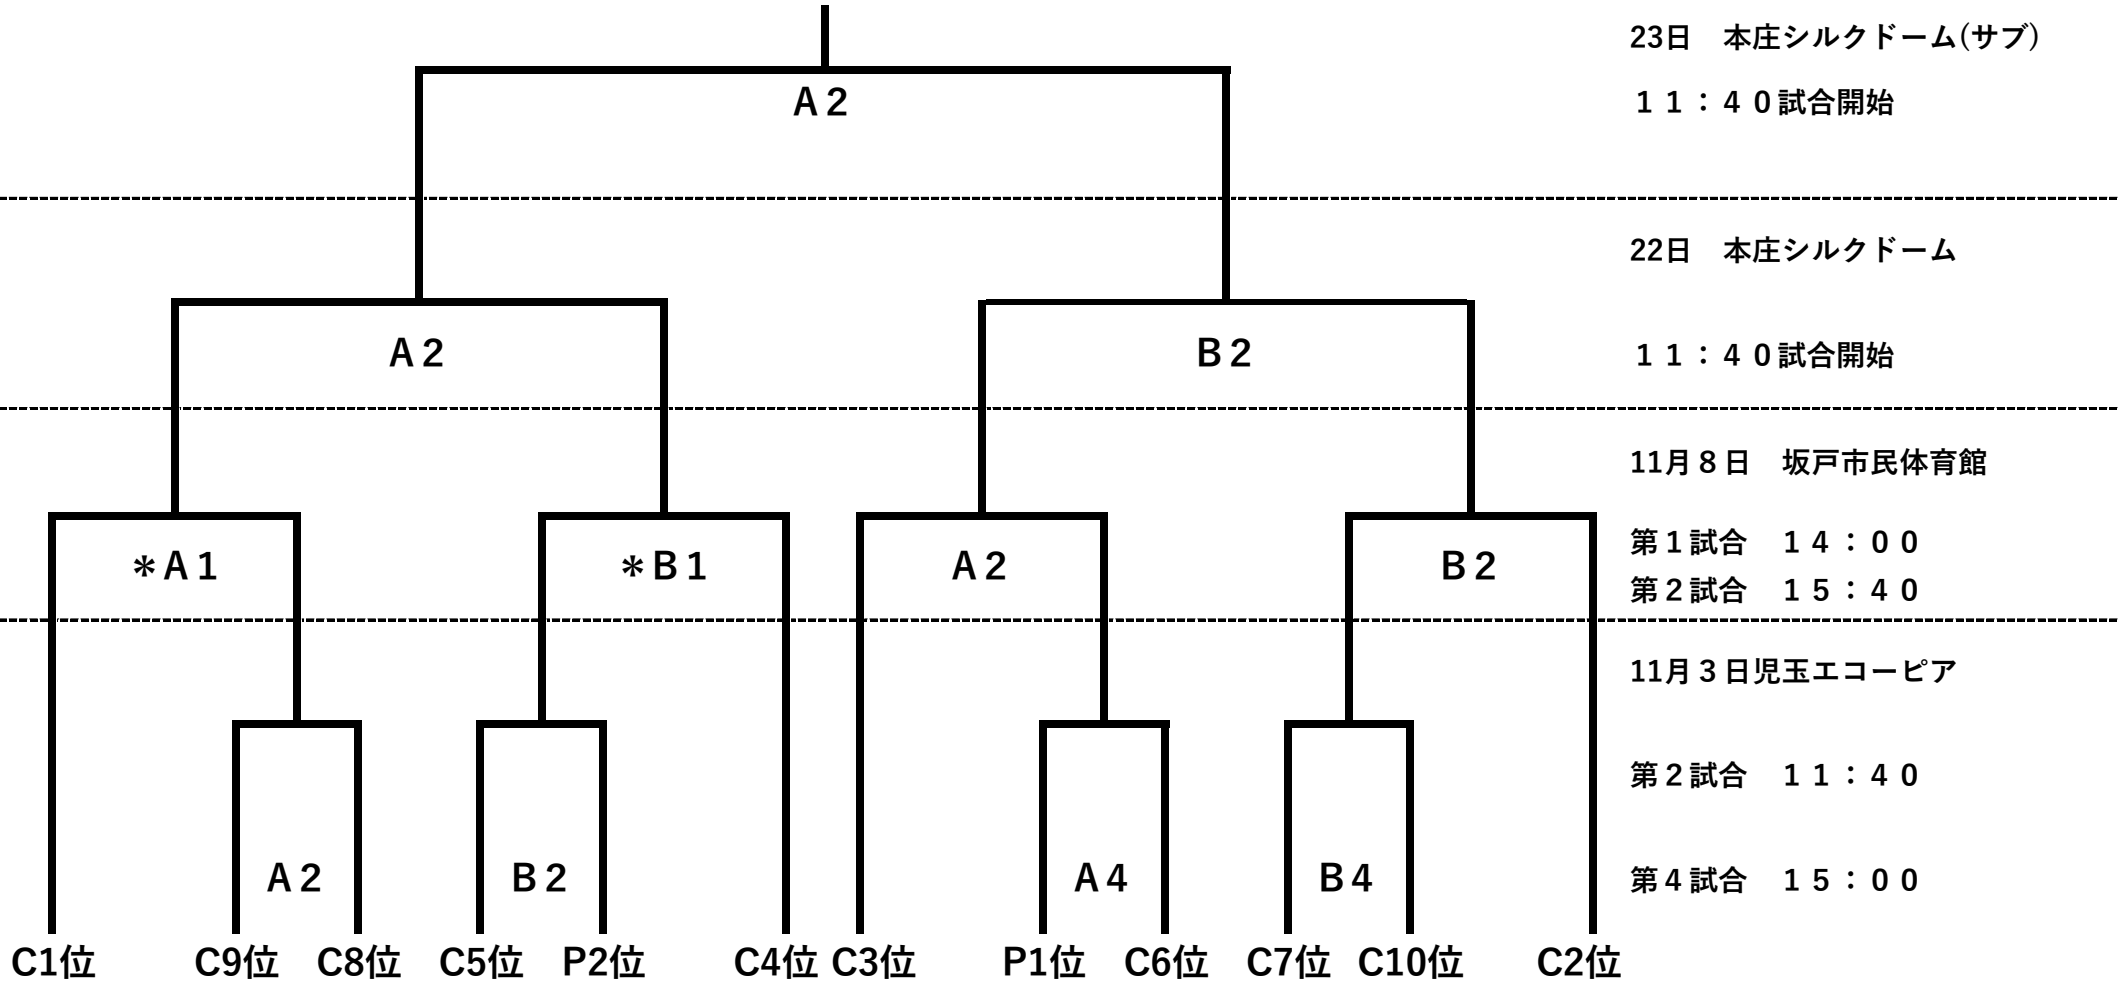 23日　本庄シルクドーム(サブ)
Ａ２
１１：４０試合開始
22日　本庄シルクドーム
Ａ２
Ｂ２
１１：４０試合開始
11月８日　坂戸市民体育館
第１試合　１４：００
＊Ａ１
＊Ｂ１
Ａ２
Ｂ２
第２試合　１５：４０
11月３日児玉エコーピア
第２試合　１１：４０
Ａ２
Ｂ２
Ａ４
Ｂ４
第４試合　１５：００
C1位
C9位
C8位
C5位
P2位
C4位
C3位
P1位
C6位
C7位
C10位
C2位